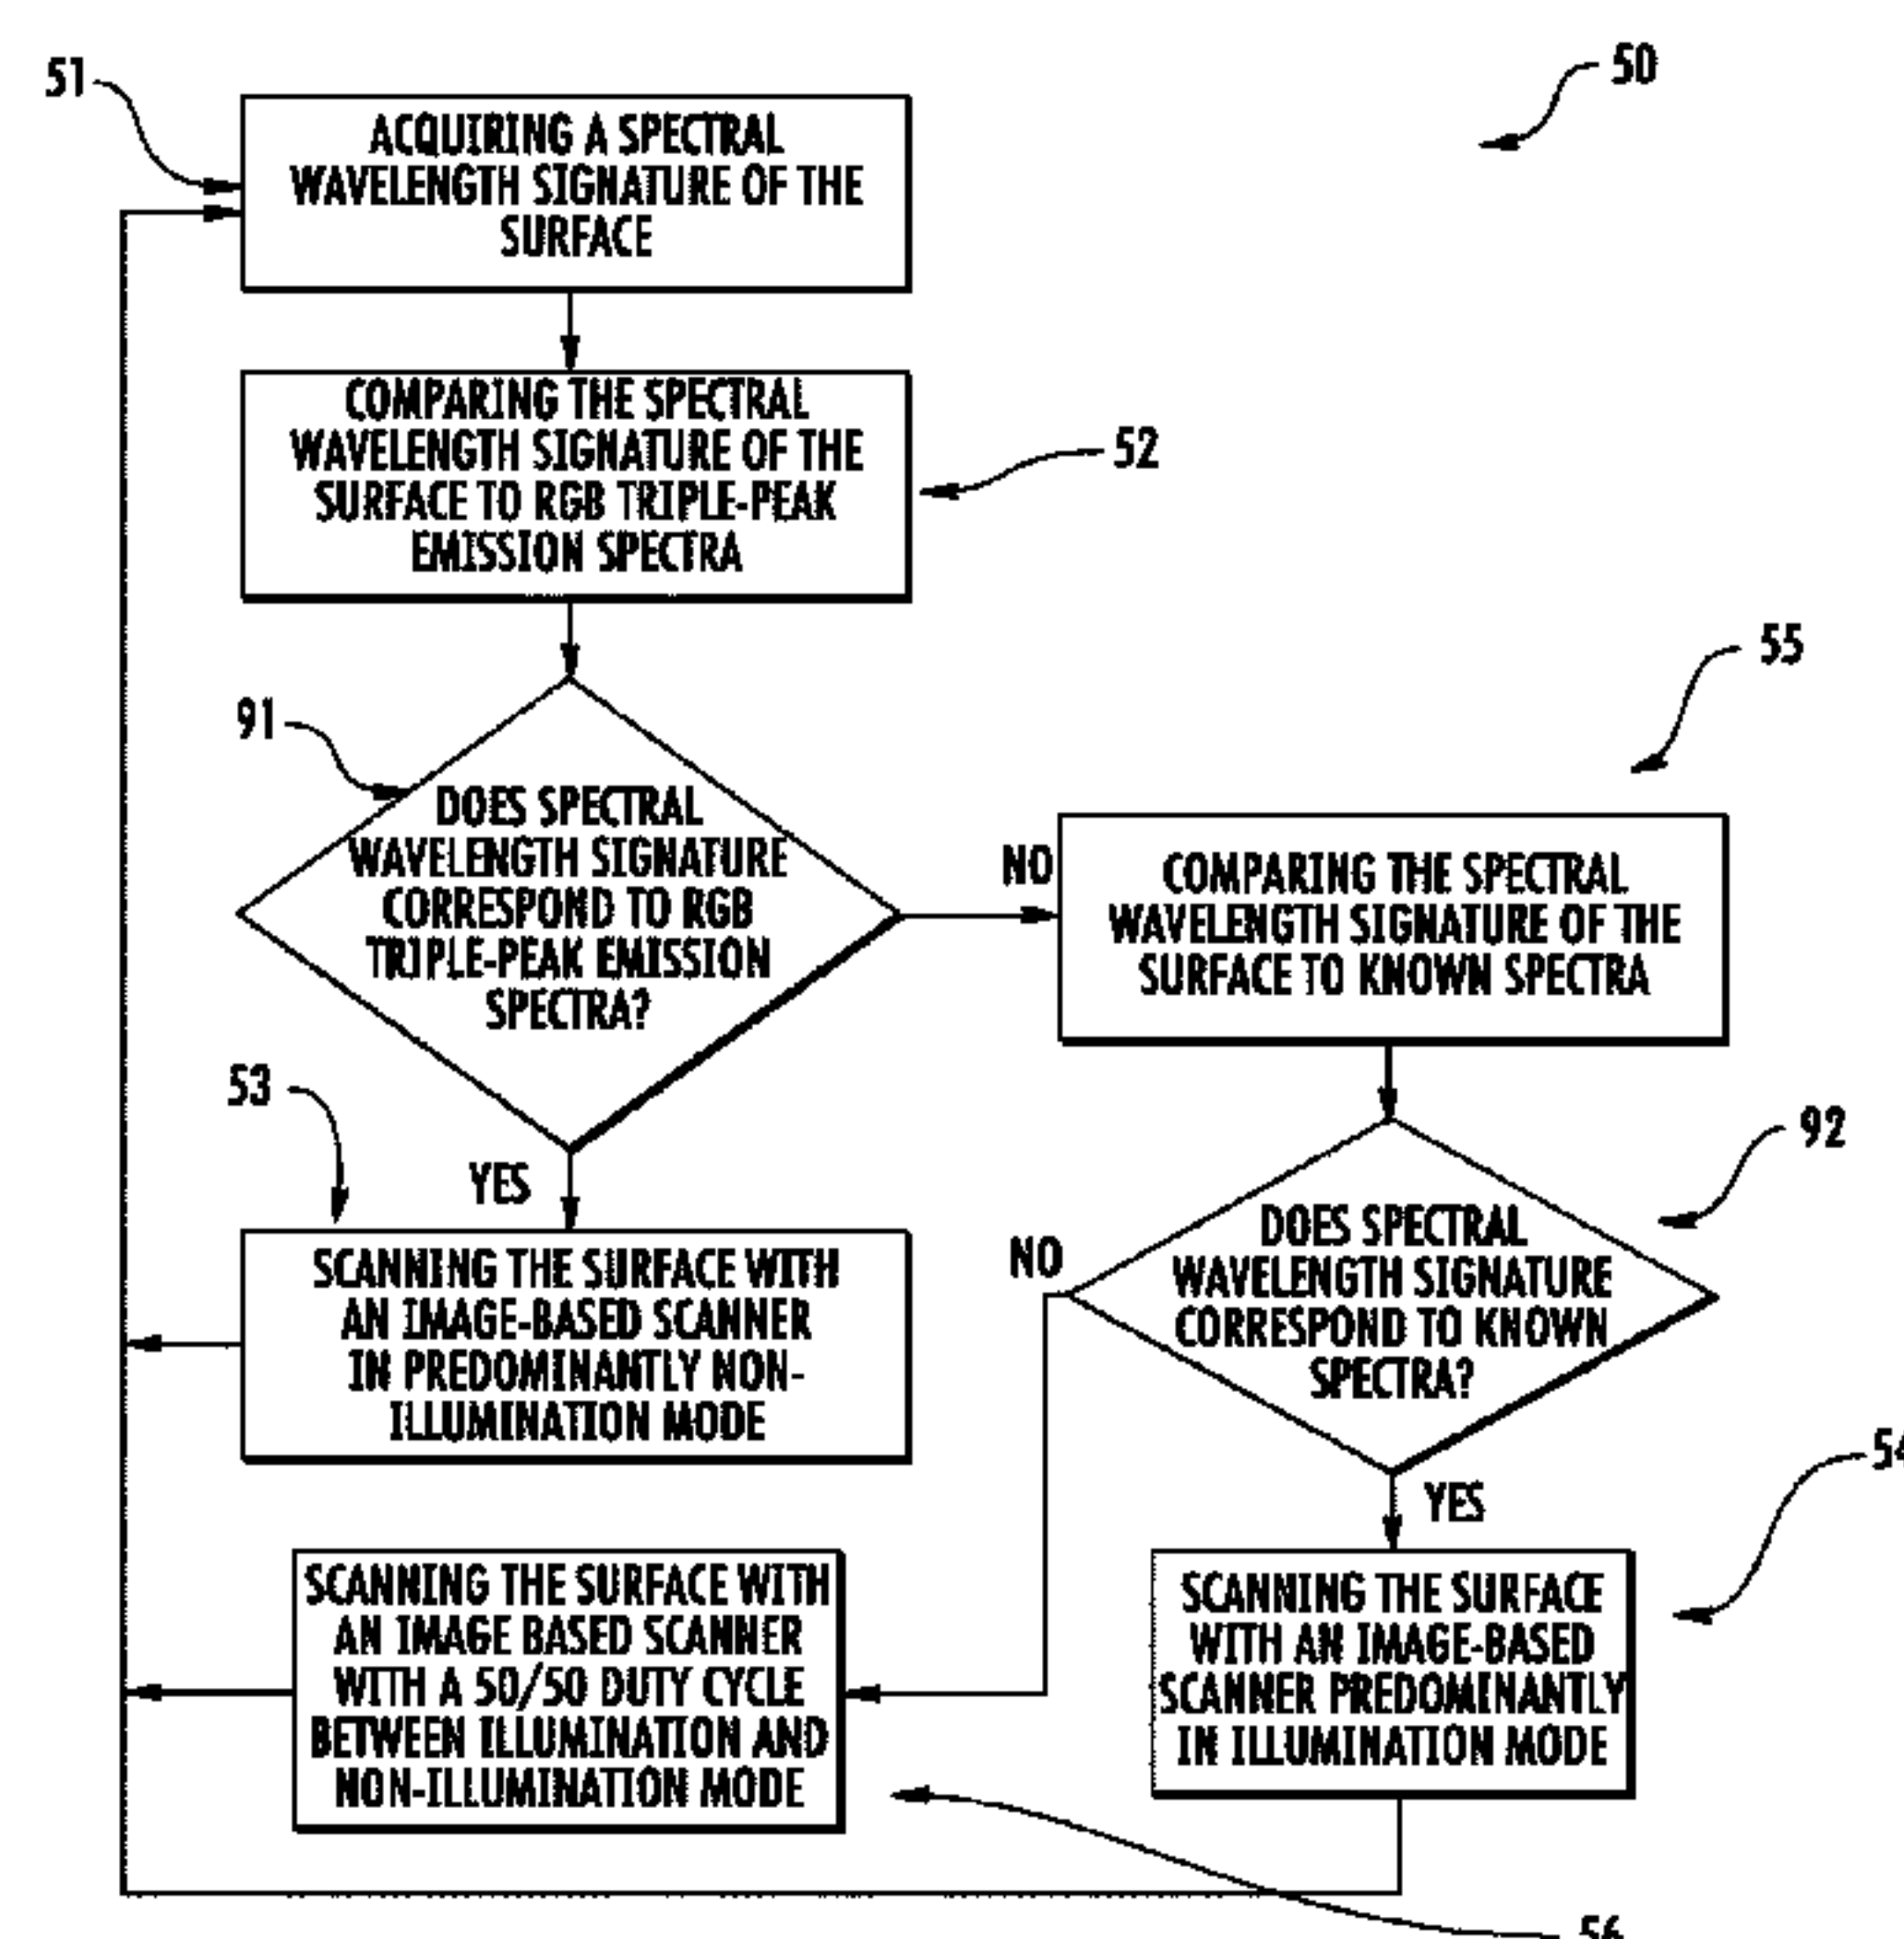 51
50
ACQUIRING A SPECTRAL
WAVELENGTH SIGNATURE OF THE
SURFACE
COMPARING THE SPECTRAL
WAVELENGTH SIGNATURE OF THE
SURFACE TO RGB TRIPLE-PEAK
EMISSION SPECTRA
52
55
91
DOES SPECTRAL
WAVELENGTH SIGNATURE
CORRESPOND TO RGB
TRIPLE-PEAK EMISSION
SPECTRA?
NO
COMPARING THE SPECTRAL
WAVELENGTH SIGNATURE OF THE
SURFACE TO KNOWN SPECTRA
53
YES
92
DOES SPECTRAL
WAVELENGTH SIGNATURE
CORRESPOND TO KNOWN
SPECTRA?
NO
SCANNING THE SURFACE WITH
AN IMAGE-BASED SCANNER
IN PREDOMINANTLY NON-
ILLUMINATION MODE
YES
54
SCANNING THE SURFACE WITH
AN IMAGE BASED SCANNER
WITH A 50/50 DUTY CYCLE
BETWEEN ILLUMINATION AND
NON-ILLUMINATION MODE
SCANNING THE SURFACE
WITH AN IMAGE-BASED
SCANNER PREDOMINANTLY
IN ILLUMINATION MODE
56